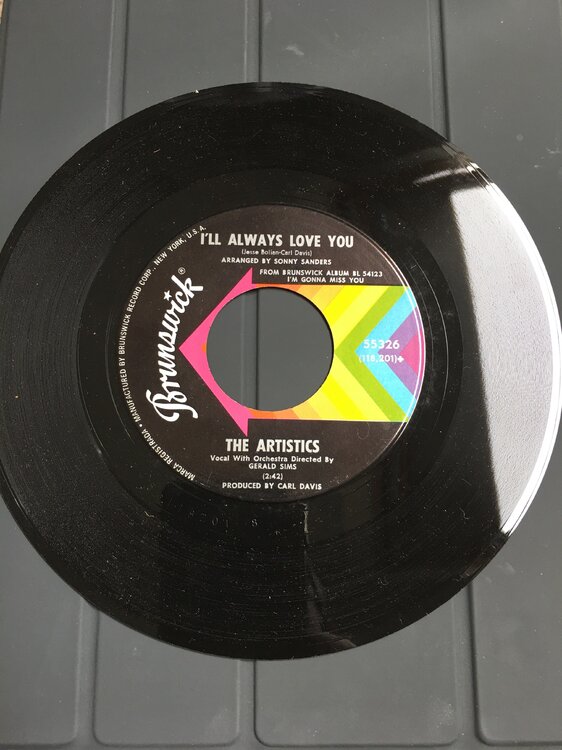 I'LL ALWAYS LOVE YOU
(Jesse Bollen-Carl Davis)
ARRANGED BY SONNY SANDERS
FROM BRUNSWICK ALBUM BL 54123
I'M GONNA MISS YOU
Brunswick®
55326
(118,201)✤
THE ARTISTICS
Vocal With Orchestra Directed By
GERALD SIMS
(2:42)
PRODUCED BY CARL DAVIS
MARCA REGISTRADA • MANUFACTURED BY BRUNSWICK RECORD CORP., NEW YORK, U.S.A.